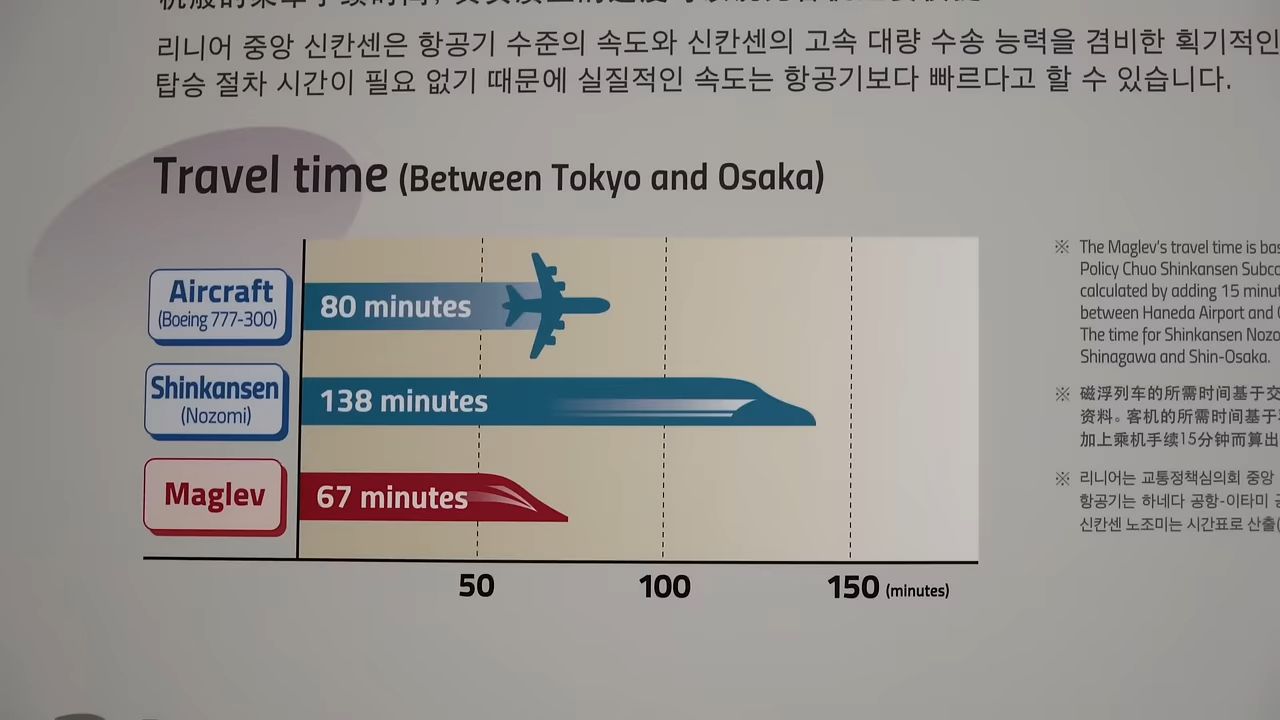 리니어 중앙 신칸센은 항공기 수준의 속도와 신칸센의 고속 대량 수송 능력을 겸비한 획기적인
탑승 절차 시간이 필요 없기 때문에 실질적인 속도는 항공기보다 빠르다고 할 수 있습니다.
Travel time (Between Tokyo and Osaka)
Aircraft
(Boeing 777-300)
80 minutes
Shinkansen
(Nozomi)
138 minutes
Maglev
67 minutes
50 100 150 (minutes)
※ The Maglev's travel time is
Policy Chuo Shinkansen
calculated by adding 15
between Haneda Airport and
The time for Shinkansen
Shinagawa and Shin-Osaka.
※ 磁浮列车的所需时间基于交
资料。客机的所需时间基于
加上乘机手续15分钟而算出
※ 리니어는 교통정책심의회 중앙
항공기는 하네다 공항-이타미
신칸센 노조미는 시간표로 산출(